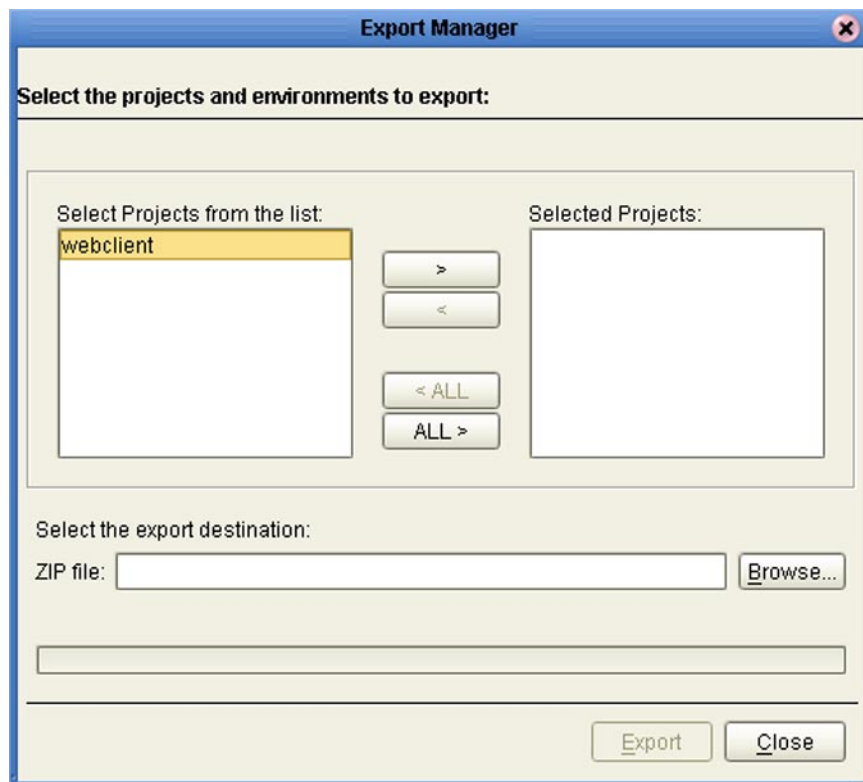 Export Manager
Select the projects and environments to export:
Select Projects from the list:
Selected Projects:
webclient
>
<
< ALL
ALL >
Select the export destination:
ZIP file:
Browse...
Export
Close